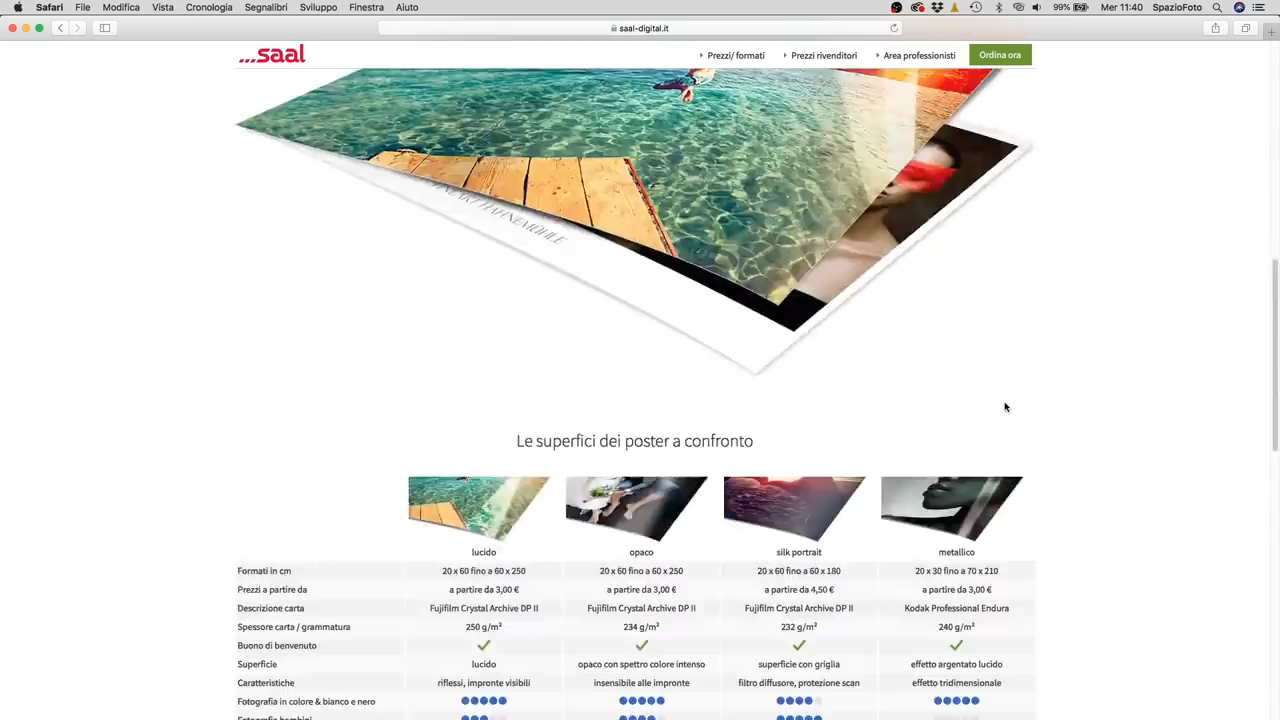 Safari File Modifica Vista Cronologia Segnalibri Sviluppo Finestra Aiuto 99% Mer 11:40 SpazioFoto
saal-digital.it
...saal Prezzi/ formati Prezzi rivenditori Area professionisti Ordina ora
Le superfici dei poster a confronto
lucido opaco silk portrait metallico
Formati in cm 20 x 60 fino a 60 x 250 20 x 60 fino a 60 x 250 20 x 60 fino a 60 x 180 20 x 30 fino a 70 x 210
Prezzi a partire da a partire da 3,00 € a partire da 3,00 € a partire da 4,50 € a partire da 3,00 €
Descrizione carta Fujifilm Crystal Archive DP II Fujifilm Crystal Archive DP II Fujifilm Crystal Archive DP II Kodak Professional Endura
Spessore carta / grammatura 250 g/m² 234 g/m² 232 g/m² 240 g/m²
Buono di benvenuto
Superficie lucido opaco con spettro colore intenso superficie con griglia effetto argentato lucido
Caratteristiche riflessi, impronte visibili insensibile alle impronte filtro diffusore, protezione scan effetto tridimensionale
Fotografia in colore & bianco e nero
Fotografia bambini